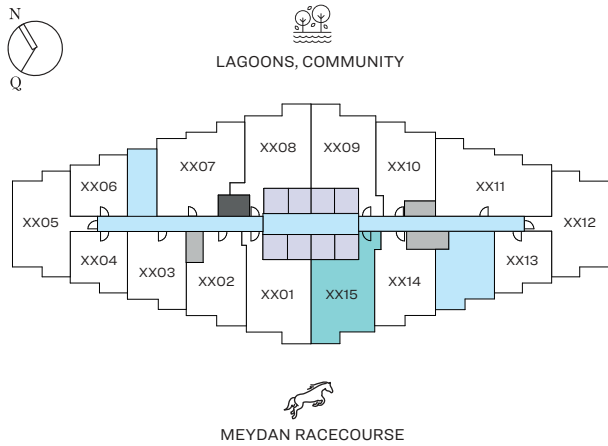 N
Q
LAGOONS, COMMUNITY
XX08 XX09
XX07 XX10
XX06 XX11
XX05 XX12
XX04 XX13
XX03 XX02 XX01 XX15 XX14
MEYDAN RACECOURSE